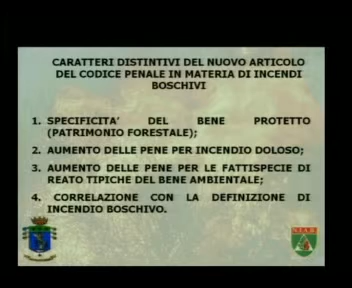 CARATTERI DISTINTIVI DEL NUOVO ARTICOLO
DEL CODICE PENALE IN MATERIA DI INCENDI
BOSCHIVI
1. SPECIFICITA' DEL BENE PROTETTO
(PATRIMONIO FORESTALE);
2. AUMENTO DELLE PENE PER INCENDIO DOLOSO;
3. AUMENTO DELLE PENE PER LE FATTISPECIE DI
REATO TIPICHE DEL BENE AMBIENTALE;
4. CORRELAZIONE CON LA DEFINIZIONE DI
INCENDIO BOSCHIVO.